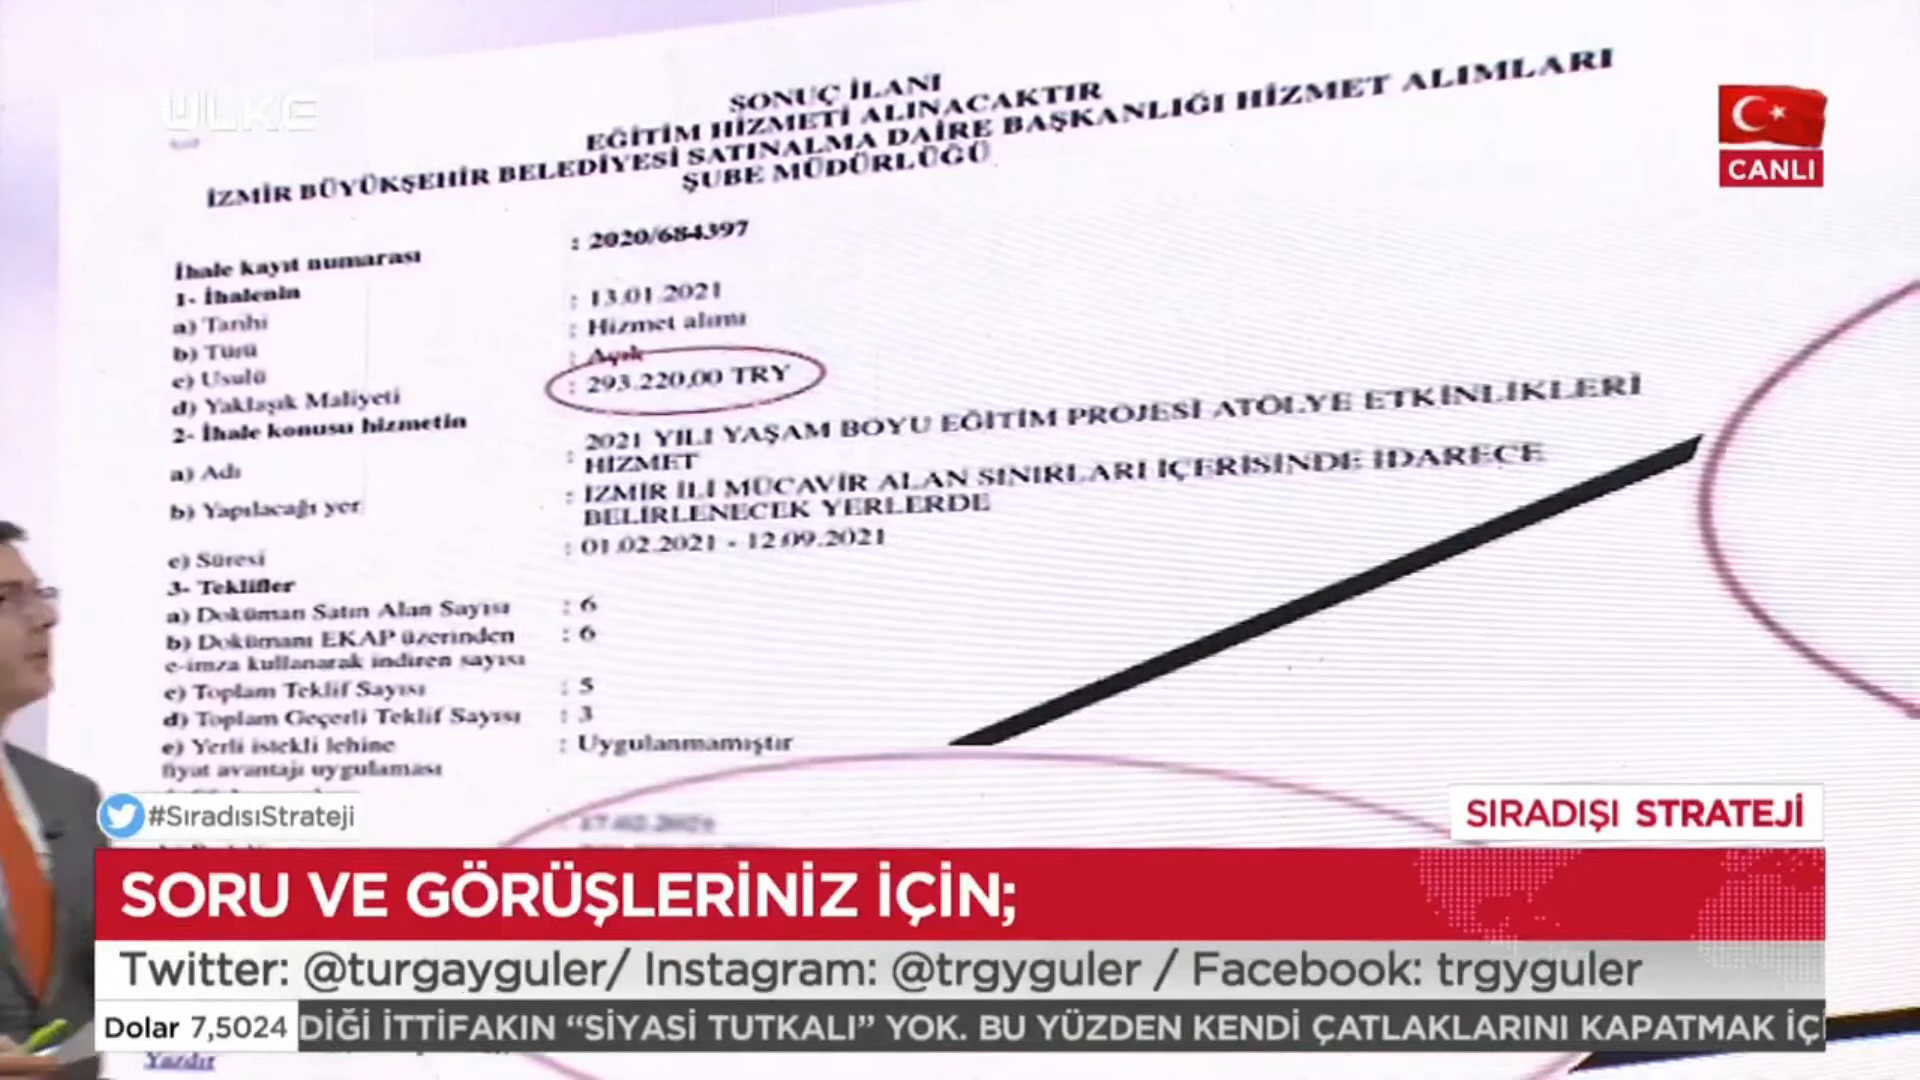 ÜLKE
CANLI
SONUÇ İLANI
EĞİTİM HİZMETİ ALINACAKTIR
İZMİR BÜYÜKŞEHİR BELEDİYESİ SATINALMA DAİRE BAŞKANLIĞI HİZMET ALIMLARI
ŞUBE MÜDÜRLÜĞÜ
İhale kayıt numarası : 2020/684397
1- İhalenin
a) Tarihi : 13.01.2021
b) Türü : Hizmet alımı
c) Usulü : Açık
d) Yaklaşık Maliyeti : 293.220,00 TRY
2- İhale konusu hizmetin
a) Adı : 2021 YILI YAŞAM BOYU EĞİTİM PROJESİ ATÖLYE ETKİNLİKLERİ
HİZMET
b) Yapılacağı yer : İZMİR İLİ MÜCAVİR ALAN SINIRLARI İÇERİSİNDE İDARECE
BELİRLENECEK YERLERDE
c) Süresi : 01.02.2021 - 12.09.2021
3- Teklifler
a) Doküman Satın Alan Sayısı : 6
b) Dokümanı EKAP üzerinden : 6
e-imza kullanarak indiren sayısı
c) Toplam Teklif Sayısı : 5
d) Toplam Geçerli Teklif Sayısı : 3
e) Yerli istekli lehine : Uygulanmamıştır
fiyat avantajı uygulaması
#SıradısıStrateji
SIRADIŞI STRATEJİ
SORU VE GÖRÜŞLERİNİZ İÇİN;
Twitter: @turgayguler/ Instagram: @trgyguler / Facebook: trgyguler
Dolar 7,5024 DİĞİ İTTİFAKIN “SİYASİ TUTKALI” YOK. BU YÜZDEN KENDİ ÇATLAKLARINI KAPATMAK İÇİ
Yazdır